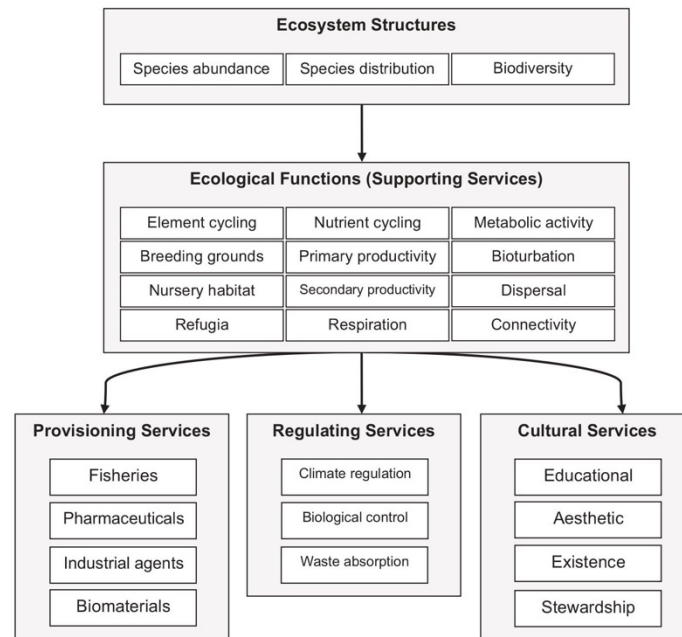 Ecosystem Structures
Species abundance
Species distribution
Biodiversity
Ecological Functions (Supporting Services)
Element cycling
Nutrient cycling
Metabolic activity
Breeding grounds
Primary productivity
Bioturbation
Nursery habitat
Secondary productivity
Dispersal
Refugia
Respiration
Connectivity
Provisioning Services
Fisheries
Pharmaceuticals
Industrial agents
Biomaterials
Regulating Services
Climate regulation
Biological control
Waste absorption
Cultural Services
Educational
Aesthetic
Existence
Stewardship